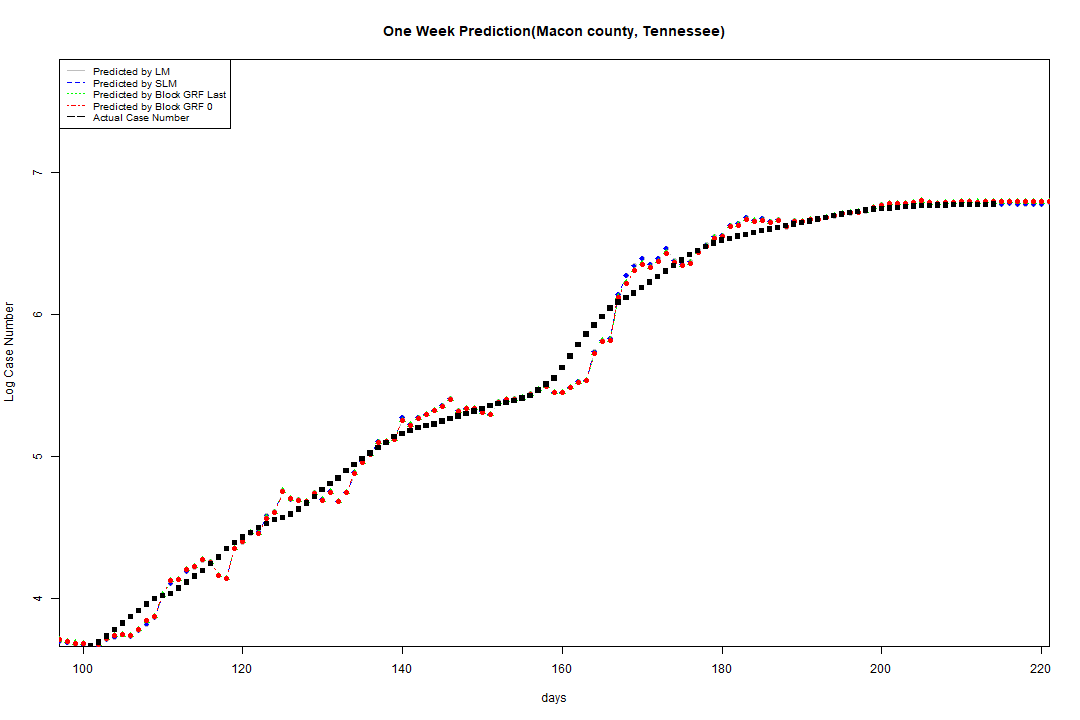 One Week Prediction(Macon county, Tennessee)
Predicted by LM
Predicted by SLM
Predicted by Block GRF Last
Predicted by Block GRF 0
Actual Case Number
7
6
5
4
Log Case Number
100 120 140 160 180 200 220
days